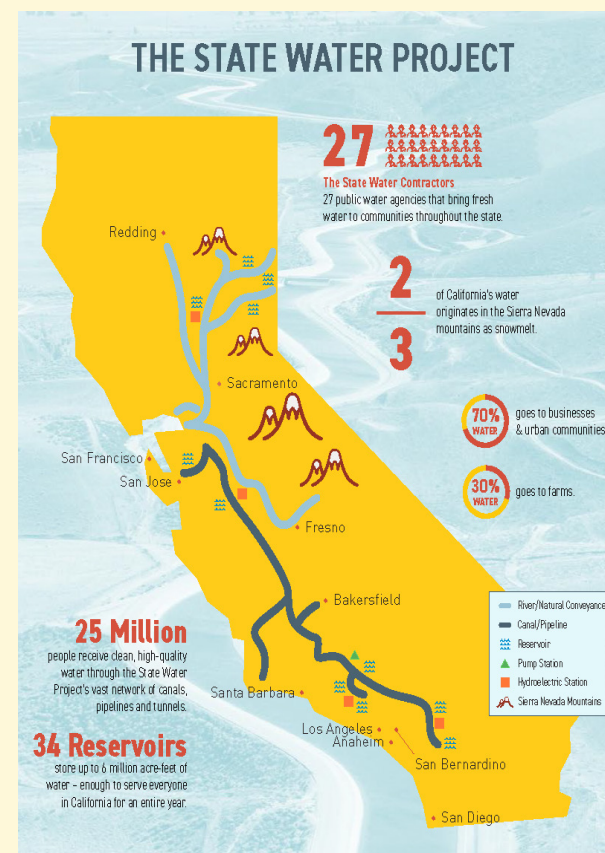 THE STATE WATER PROJECT
27
The State Water Contractors
27 public water agencies that bring fresh
water to communities throughout the state.
2
3
of California's water
originates in the Sierra Nevada
mountains as snowmelt.
70%
WATER
goes to businesses
& urban communities
30%
WATER
goes to farms.
Redding
Sacramento
San Francisco
San Jose
Fresno
Bakersfield
Santa Barbara
Los Angeles
Anaheim
San Bernardino
San Diego
River/Natural Conveyance
Canal/Pipeline
Reservoir
Pump Station
Hydroelectric Station
Sierra Nevada Mountains
25 Million
people receive clean, high-quality
water through the State Water
Project's vast network of canals,
pipelines and tunnels.
34 Reservoirs
store up to 6 million acre-feet of
water – enough to serve everyone
in California for an entire year.